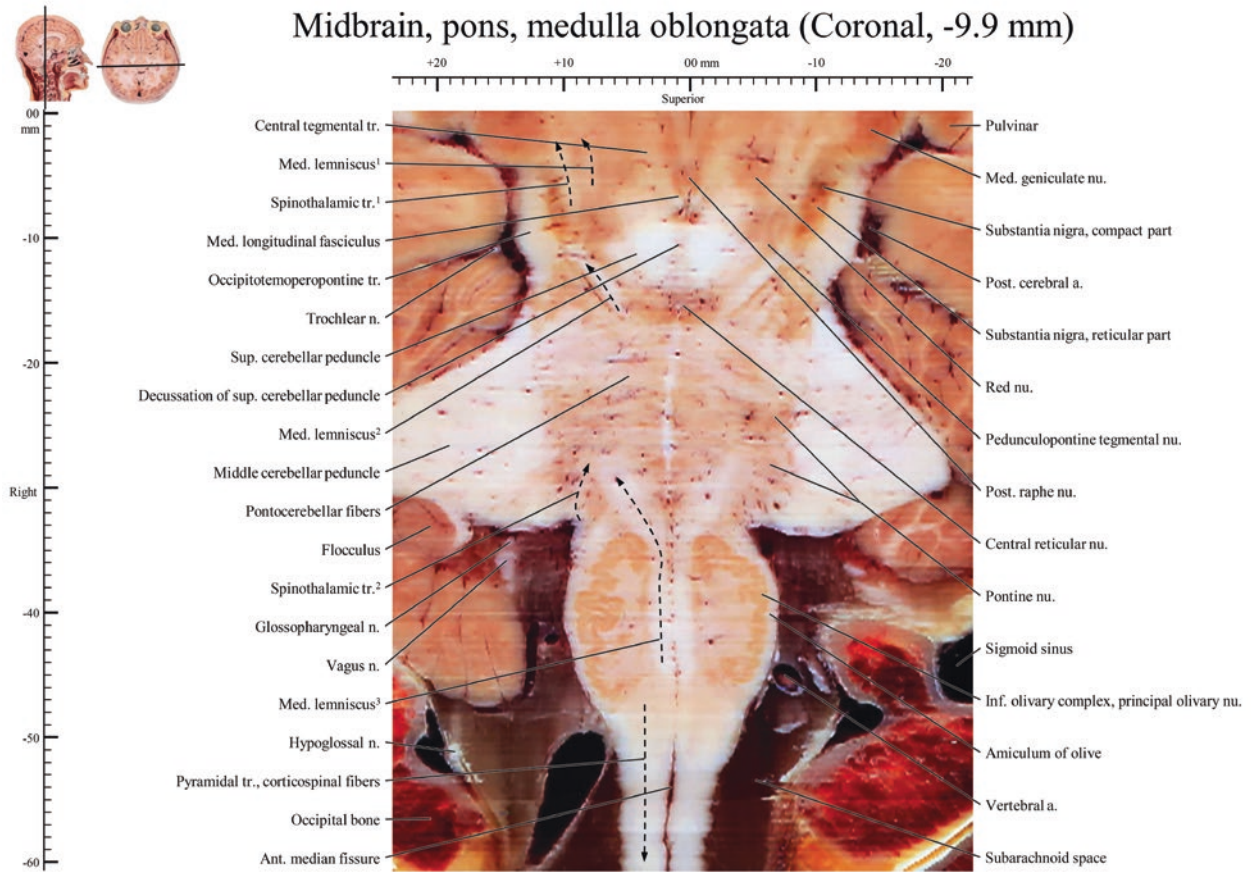 Midbrain, pons, medulla oblongata (Coronal, -9.9 mm)
+20 +10 00 mm -10 -20
Superior
00
mm
-10
-20
-30
Right
-40
-50
-60
Central tegmental tr.
Med. lemniscus¹
Spinothalamic tr.¹
Med. longitudinal fasciculus
Occipitotemoperopontine tr.
Trochlear n.
Sup. cerebellar peduncle
Decussation of sup. cerebellar peduncle
Med. lemniscus²
Middle cerebellar peduncle
Pontocerebellar fibers
Flocculus
Spinothalamic tr.²
Glossopharyngeal n.
Vagus n.
Med. lemniscus³
Hypoglossal n.
Pyramidal tr., corticospinal fibers
Occipital bone
Ant. median fissure
Pulvinar
Med. geniculate nu.
Substantia nigra, compact part
Post. cerebral a.
Substantia nigra, reticular part
Red nu.
Pedunculopontine tegmental nu.
Post. raphe nu.
Central reticular nu.
Pontine nu.
Sigmoid sinus
Inf. olivary complex, principal olivary nu.
Amiculum of olive
Vertebral a.
Subarachnoid space